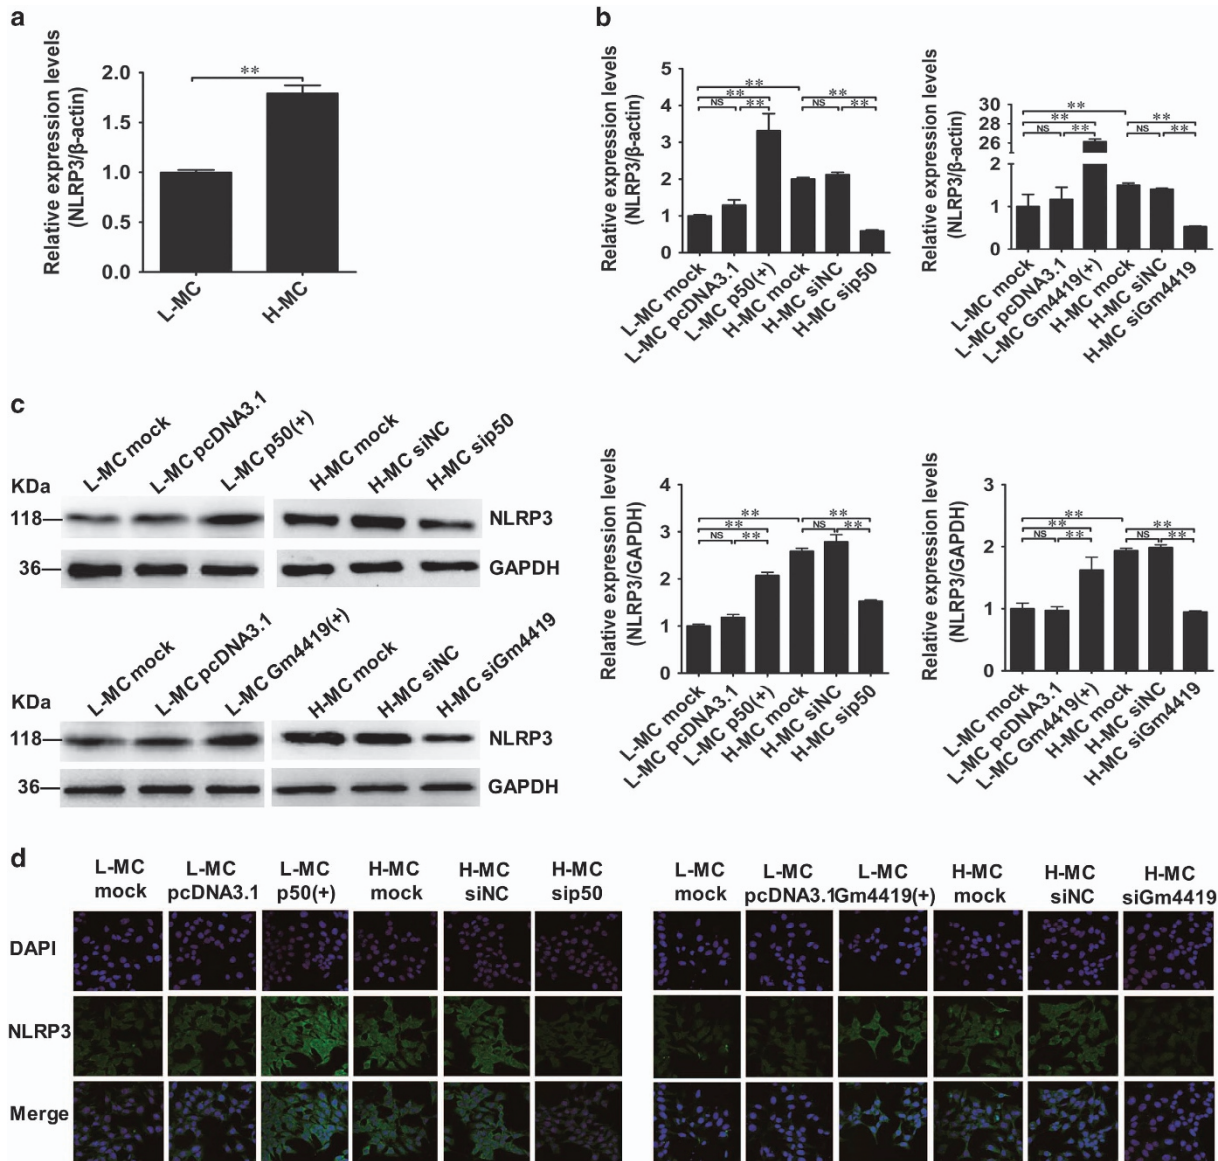 a
Relative expression levels
(NLRP3/β-actin)
2.0
1.5
1.0
0.5
0.0
**
L-MC
H-MC
b
Relative expression levels
(NLRP3/β-actin)
5
4
3
2
1
0
**
** **
NS ** NS **
L-MC mock
L-MC pcDNA3.1
L-MC p50(+)
H-MC mock
H-MC siNC
H-MC sip50
Relative expression levels
(NLRP3/β-actin)
30
28
26
2
1
0
**
** **
NS ** NS **
L-MC mock
L-MC pcDNA3.1
L-MC Gm4419(+)
H-MC mock
H-MC siNC
H-MC siGm4419
c
L-MC mock
L-MC pcDNA3.1
L-MC p50(+)
H-MC mock
H-MC siNC
H-MC sip50
KDa
118 NLRP3
36 GAPDH
L-MC mock
L-MC pcDNA3.1
L-MC Gm4419(+)
H-MC mock
H-MC siNC
H-MC siGm4419
KDa
118 NLRP3
36 GAPDH
Relative expression levels
(NLRP3/GAPDH)
4
3
2
1
0
**
** **
NS ** NS **
L-MC mock
L-MC pcDNA3.1
L-MC p50(+)
H-MC mock
H-MC siNC
H-MC sip50
Relative expression levels
(NLRP3/GAPDH)
3
2
1
0
**
** **
NS ** NS **
L-MC mock
L-MC pcDNA3.1
L-MC Gm4419(+)
H-MC mock
H-MC siNC
H-MC siGm4419
d
L-MC L-MC L-MC H-MC H-MC H-MC
mock pcDNA3.1 p50(+) mock siNC sip50
L-MC L-MC L-MC H-MC H-MC H-MC
mock pcDNA3.1 Gm4419(+) mock siNC siGm4419
DAPI
NLRP3
Merge